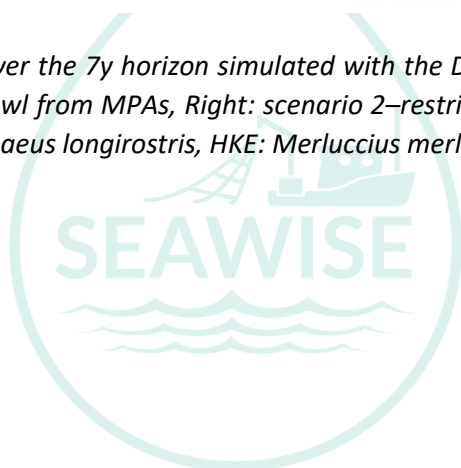 ver the 7y horizon simulated with the D
wl from MPAs, Right: scenario 2–restri
aeus longirostris, HKE: Merluccius merl
SEAWISE